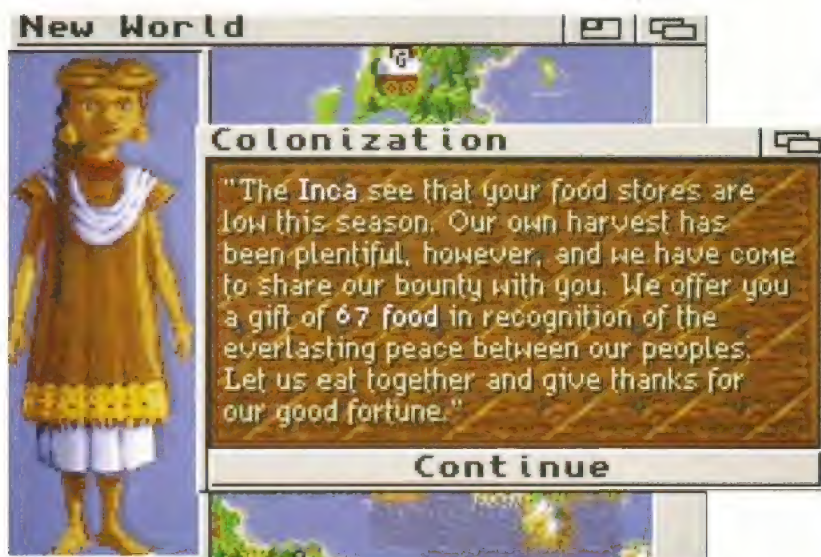 New World
Colonization
"The Inca see that your food stores are
low this season. Our own harvest has
been plentiful, however, and we have come
to share our bounty with you. We offer you
a gift of 67 food in recognition of the
everlasting peace between our peoples.
Let us eat together and give thanks for
our good fortune."
Continue